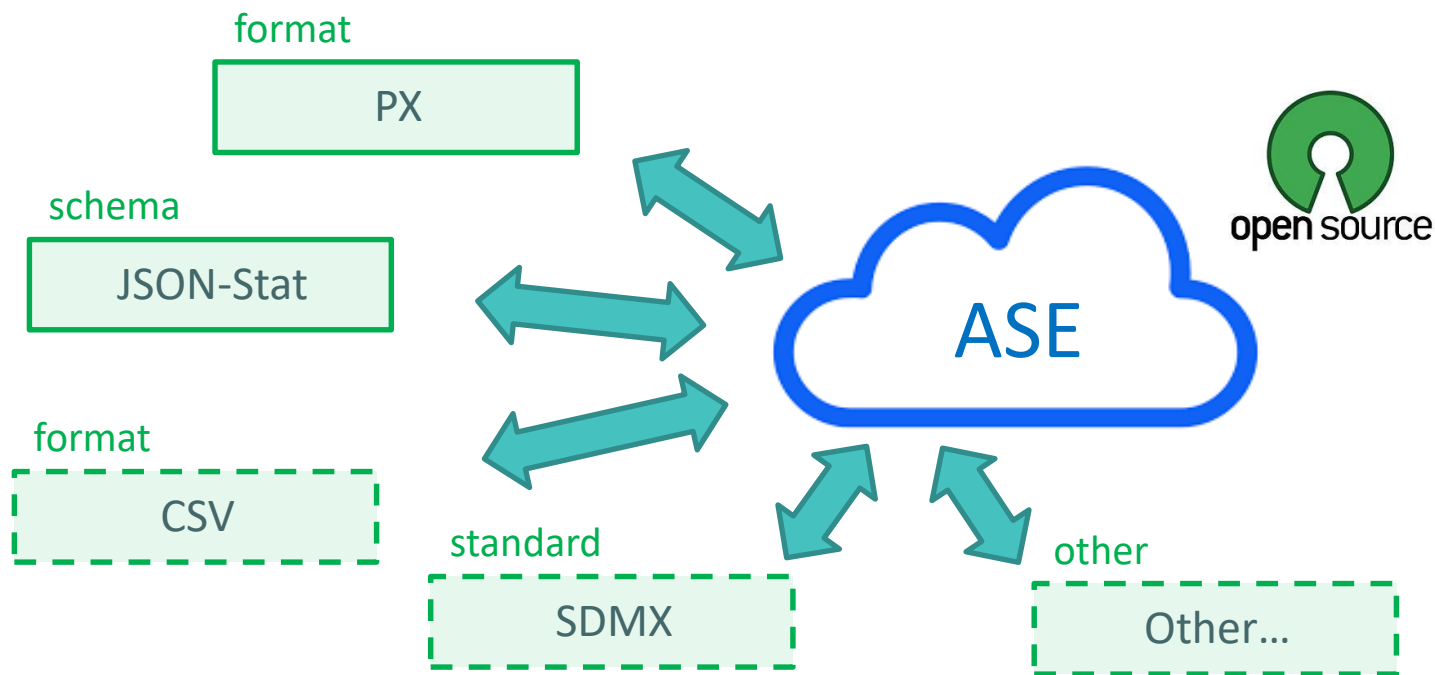 format
PX
schema
JSON-Stat
open source
ASE
format
CSV
standard
SDMX
other
Other...